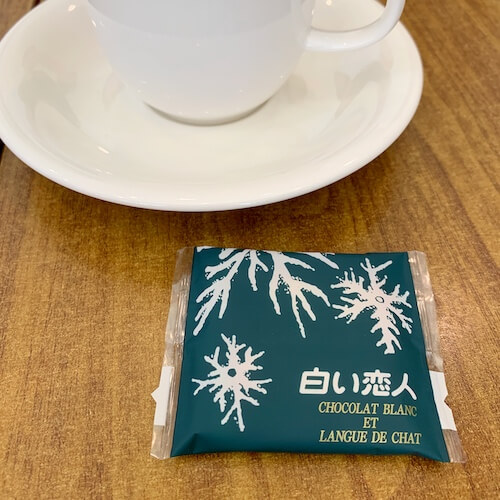 白い恋人
CHOCOLAT BLANC
ET
LANGUE DE CHAT